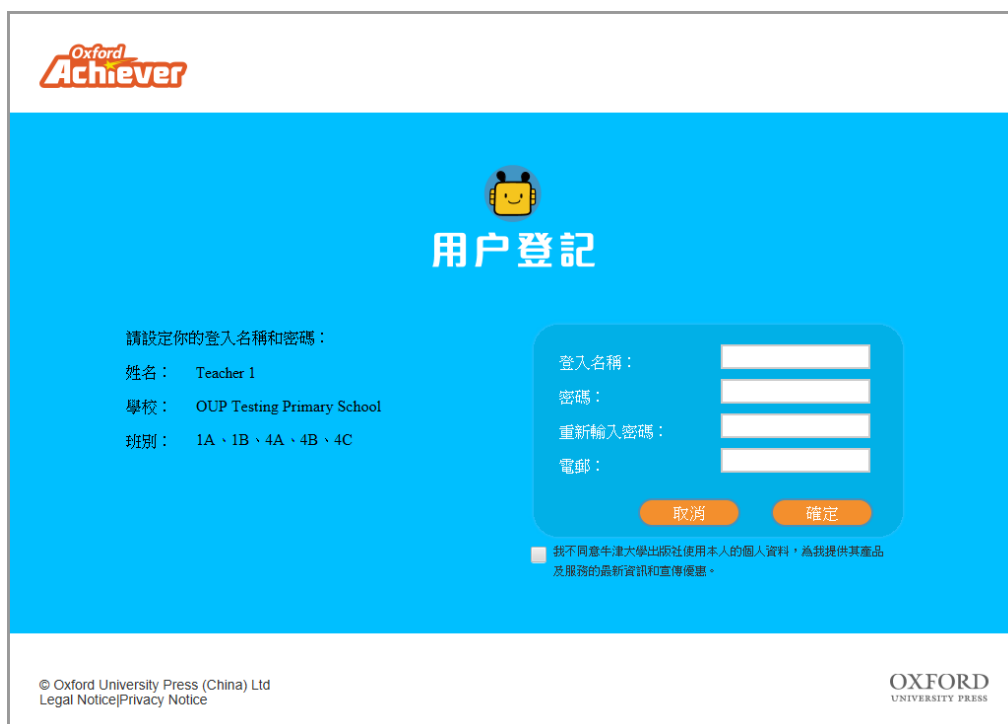 Oxford
Achiever
用户登記
請設定你的登入名稱和密碼：
姓名： Teacher 1
學校： OUP Testing Primary School
班別： 1A、1B、4A、4B、4C
登入名稱：
密碼：
重新輸入密碼：
電郵：
取消 確定
我不同意牛津大學出版社使用本人的個人資料，為我提供其產品
及服務的最新資訊和宣傳優惠。
© Oxford University Press (China) Ltd
Legal Notice|Privacy Notice
OXFORD
UNIVERSITY PRESS